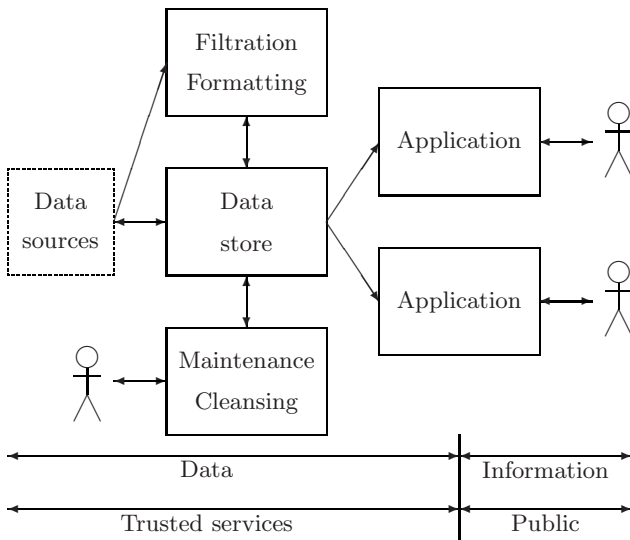 Filtration
Formatting
Application
Data
sources
Data
store
Application
Maintenance
Cleansing
Data
Information
Trusted services
Public